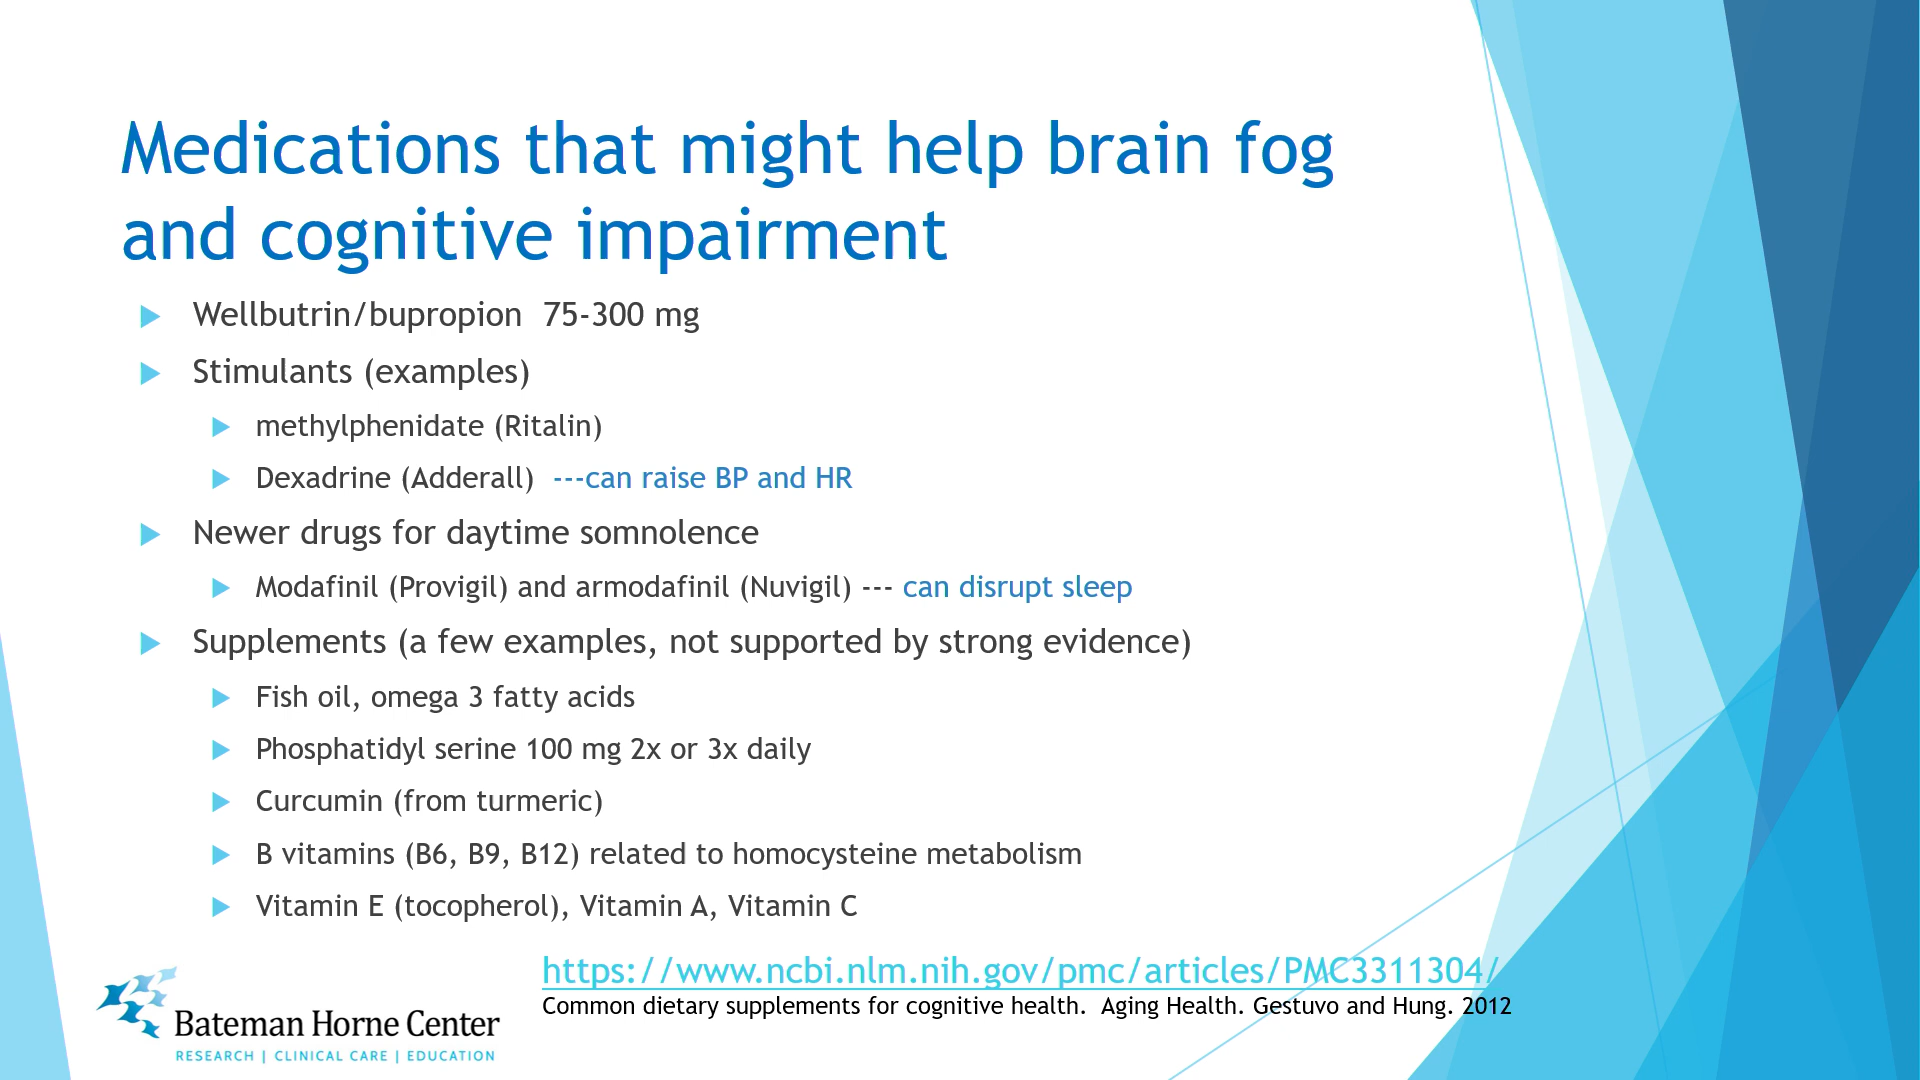 Medications that might help brain fog
and cognitive impairment
Wellbutrin/bupropion  75-300 mg
Stimulants (examples)
methylphenidate (Ritalin)
Dexadrine (Adderall)  ---can raise BP and HR
Newer drugs for daytime somnolence
Modafinil (Provigil) and armodafinil (Nuvigil) --- can disrupt sleep
Supplements (a few examples, not supported by strong evidence)
Fish oil, omega 3 fatty acids
Phosphatidyl serine 100 mg 2x or 3x daily
Curcumin (from turmeric)
B vitamins (B6, B9, B12) related to homocysteine metabolism
Vitamin E (tocopherol), Vitamin A, Vitamin C
https://www.ncbi.nlm.nih.gov/pmc/articles/PMC3311304/
Common dietary supplements for cognitive health.  Aging Health. Gestuvo and Hung. 2012
Bateman Horne Center
RESEARCH | CLINICAL CARE | EDUCATION